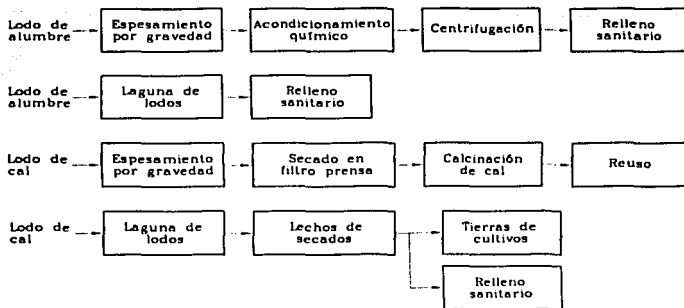 Lodo de
alumbre
Espesamiento
por gravedad
Acondicionamiento
químico
Centrifugación
Relleno
sanitario
Lodo de
alumbre
Laguna de
lodos
Relleno
sanitario
Lodo de
cal
Espesamiento
por gravedad
Secado en
filtro prensa
Calcinación
de cal
Reuso
Lodo de
cal
Laguna de
lodos
Lechos de
secados
Tierras de
cultivos
Relleno
sanitario